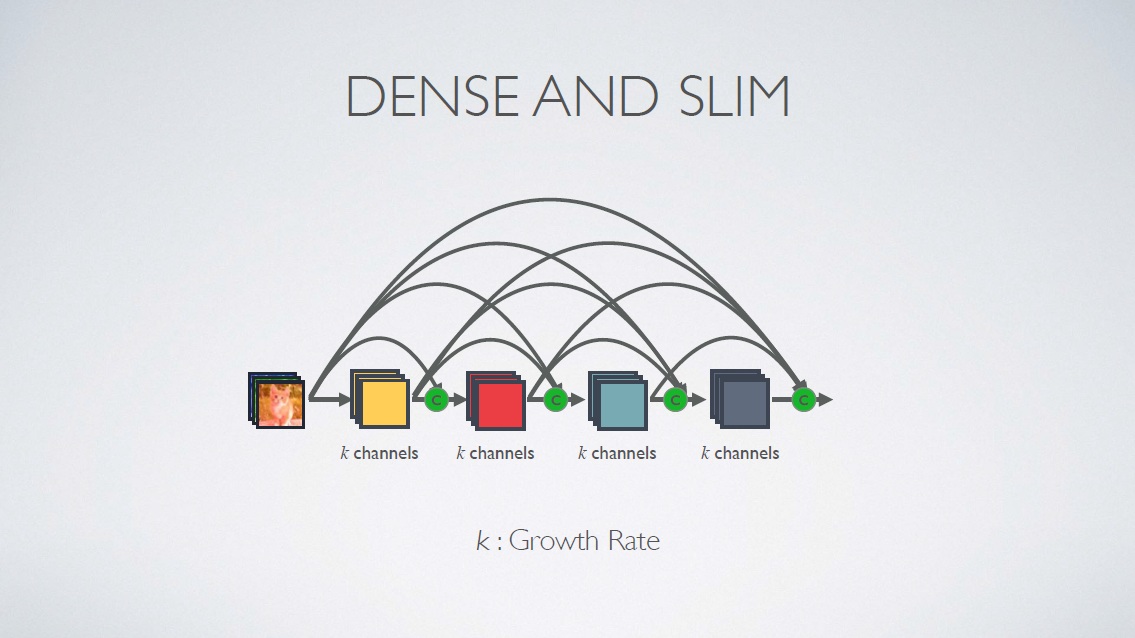 DENSE AND SLIM
C C C C
k channels k channels k channels k channels
k : Growth Rate